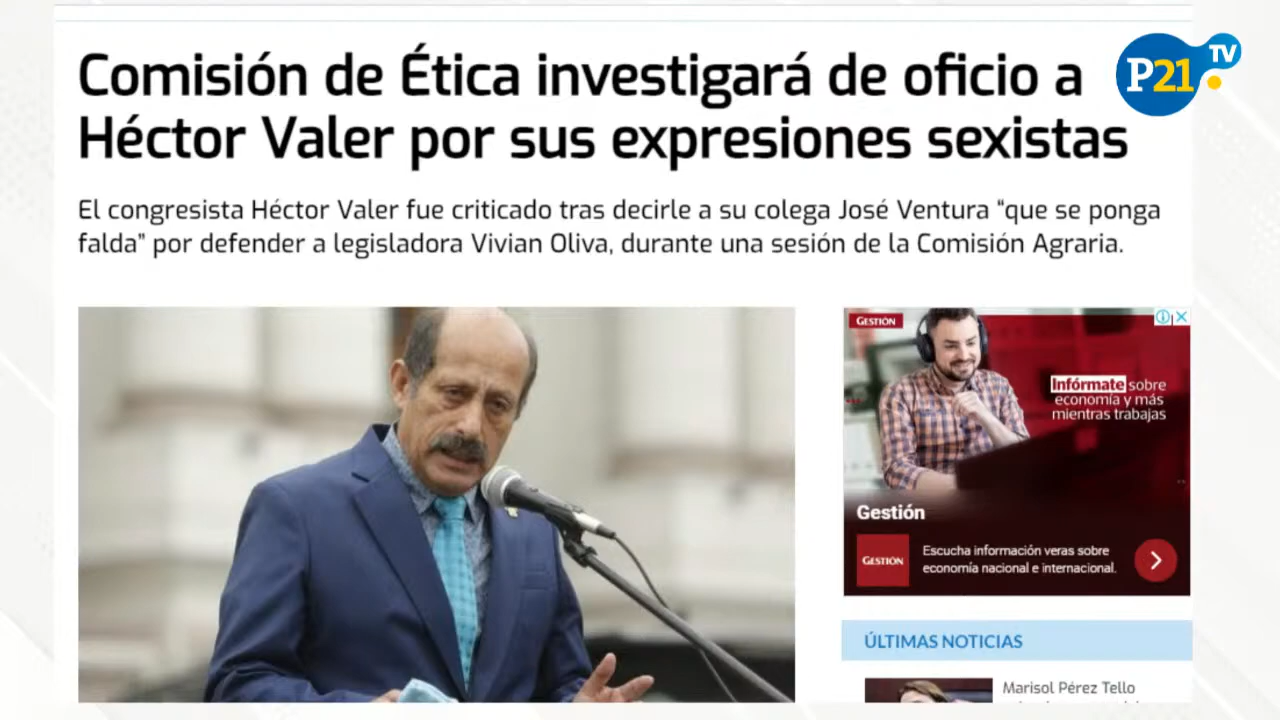 Comisión de Ética investigará de oficio a
Héctor Valer por sus expresiones sexistas
P21 TV
El congresista Héctor Valer fue criticado tras decirle a su colega José Ventura “que se ponga
falda” por defender a legisladora Vivian Oliva, durante una sesión de la Comisión Agraria.
GESTIÓN
Infórmate sobre
economía y más
mientras trabajas
Gestión
GESTIÓN
Escucha información veras sobre
economía nacional e internacional.
ÚLTIMAS NOTICIAS
Marisol Pérez Tello